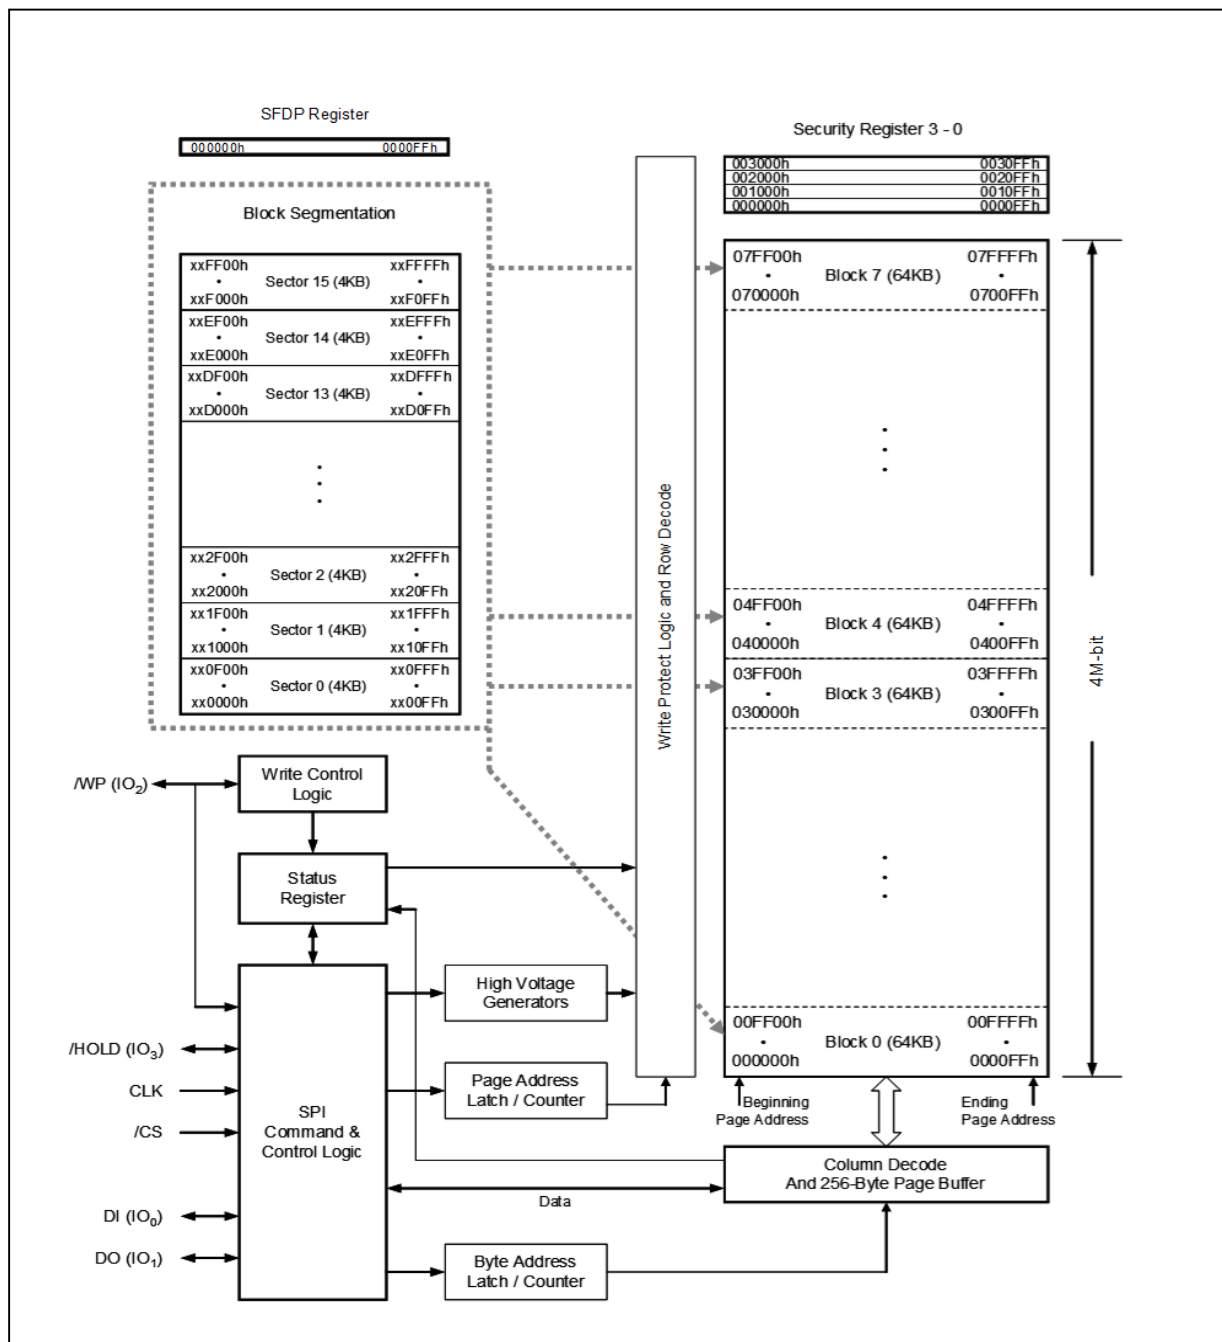 SFDP Register
000000h 0000FFh
Security Register 3 - 0
003000h 0030FFh
002000h 0020FFh
001000h 0010FFh
000000h 0000FFh
Block Segmentation
xxFF00h xxFFFFh
Sector 15 (4KB)
xxF000h xxF0FFh
xxEF00h xxEFFFh
Sector 14 (4KB)
xxE000h xxE0FFh
xxDF00h xxDFFFh
Sector 13 (4KB)
xxD000h xxD0FFh
xx2F00h xx2FFFh
Sector 2 (4KB)
xx2000h xx20FFh
xx1F00h xx1FFFh
Sector 1 (4KB)
xx1000h xx10FFh
xx0F00h xx0FFFh
Sector 0 (4KB)
xx0000h xx00FFh
Write Protect Logic and Row Decode
07FF00h 07FFFFh
Block 7 (64KB)
070000h 0700FFh
04FF00h 04FFFFh
Block 4 (64KB)
040000h 0400FFh
03FF00h 03FFFFh
Block 3 (64KB)
030000h 0300FFh
00FF00h 00FFFFh
Block 0 (64KB)
000000h 0000FFh
4M-bit
Beginning
Page Address
Ending
Page Address
/WP (IO2)
Write Control
Logic
Status
Register
High Voltage
Generators
/HOLD (IO3)
CLK
/CS
SPI
Command &
Control Logic
Page Address
Latch / Counter
Column Decode
And 256-Byte Page Buffer
Data
DI (IO0)
DO (IO1)
Byte Address
Latch / Counter